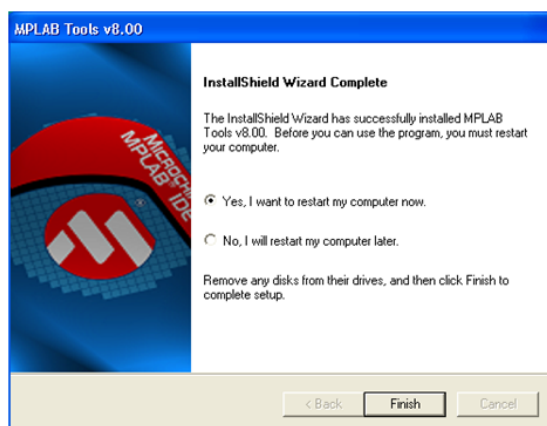 MPLAB Tools v8.00
InstallShield Wizard Complete
The InstallShield Wizard has successfully installed MPLAB
Tools v8.00. Before you can use the program, you must restart
your computer.
MICROCHIP
MPLAB IDE
Yes, I want to restart my computer now.
No, I will restart my computer later.
Remove any disks from their drives, and then click Finish to
complete setup.
< Back
Finish
Cancel